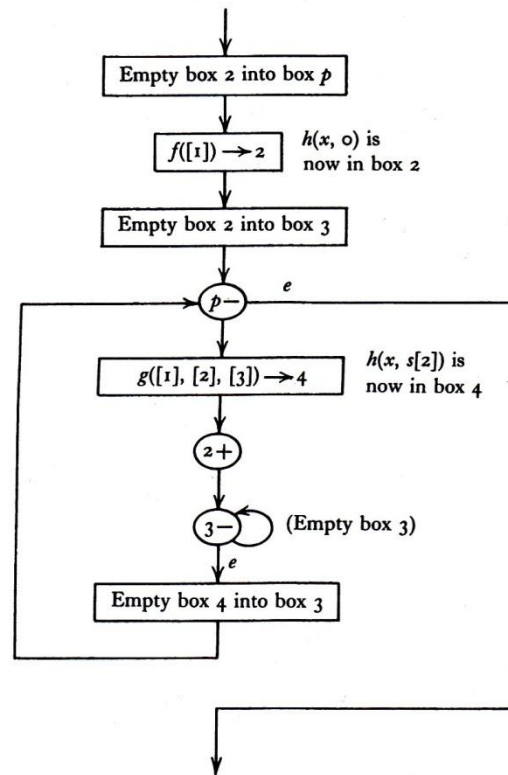 Empty box 2 into box p
f([1]) → 2
h(x, 0) is
now in box 2
Empty box 2 into box 3
p−
e
g([1], [2], [3]) → 4
h(x, s[2]) is
now in box 4
2+
3−
(Empty box 3)
e
Empty box 4 into box 3